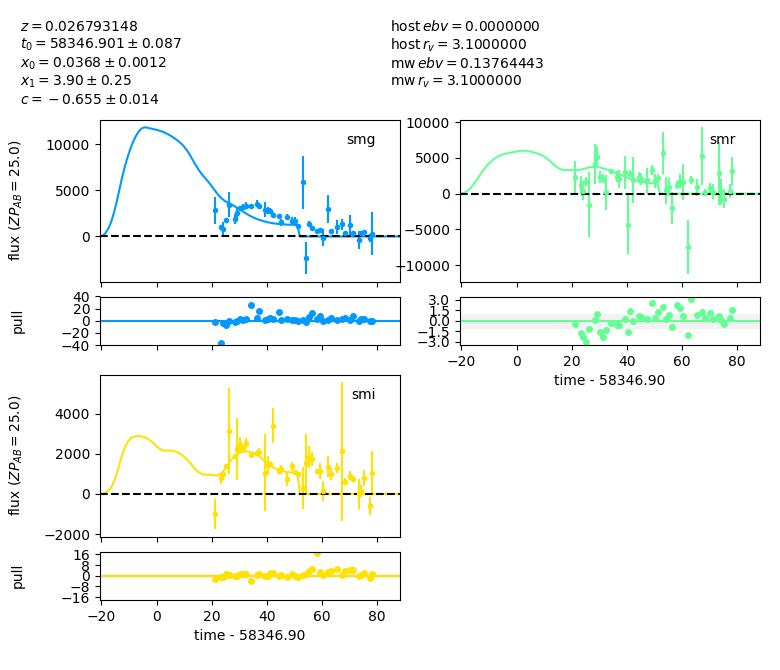 z = 0.026793148
t₀ = 58346.901 ± 0.087
x₀ = 0.0368 ± 0.0012
x₁ = 3.90 ± 0.25
c = −0.655 ± 0.014
host ebv = 0.0000000
host r_v = 3.1000000
mw ebv = 0.13764443
mw r_v = 3.1000000
smg
flux (ZP_AB = 25.0)
10000
5000
0
smr
10000
5000
0
−5000
−10000
pull
40
20
0
−20
−40
3.0
1.5
0.0
−1.5
−3.0
−20 0 20 40 60 80
time - 58346.90
smi
flux (ZP_AB = 25.0)
4000
2000
0
−2000
pull
16
8
0
−8
−16
−20 0 20 40 60 80
time - 58346.90